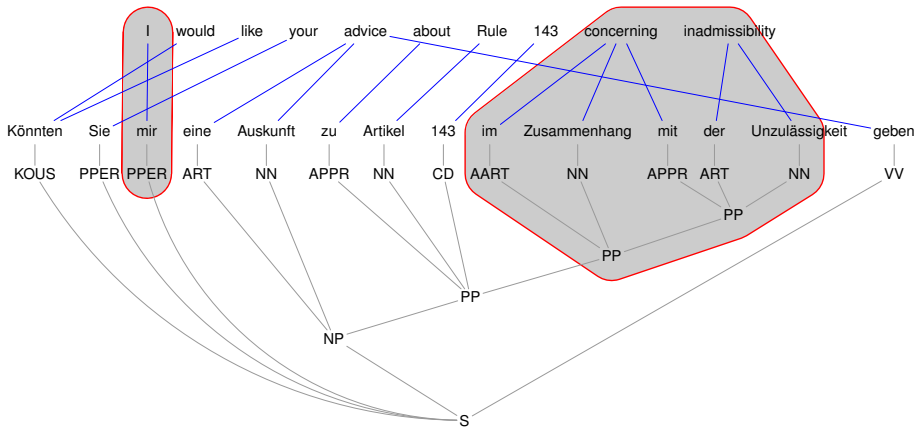 I would like your advice about Rule 143 concerning inadmissibility
Könnten Sie mir eine Auskunft zu Artikel 143 im Zusammenhang mit der Unzulässigkeit geben
KOUS PPER PPER ART NN APPR NN CD AART NN APPR ART NN VV
PP
PP
PP
NP
S